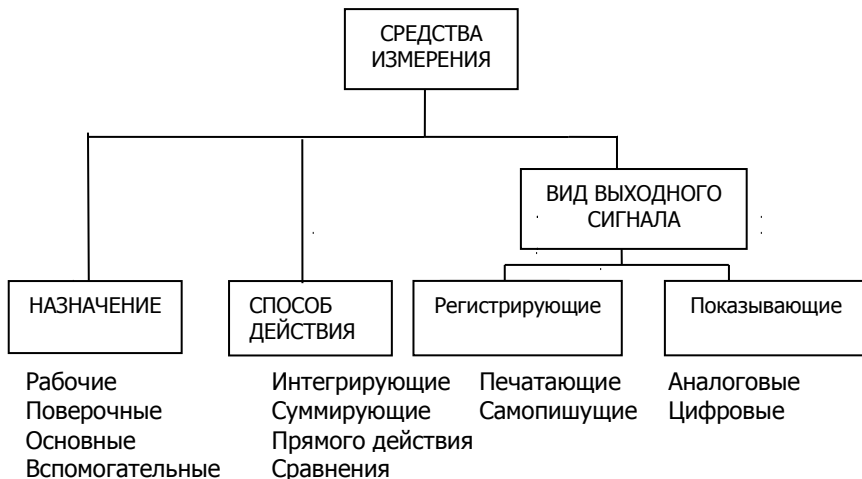 СРЕДСТВА
ИЗМЕРЕНИЯ
ВИД ВЫХОДНОГО
СИГНАЛА
НАЗНАЧЕНИЕ
СПОСОБ
ДЕЙСТВИЯ
Регистрирующие
Показывающие
Рабочие
Поверочные
Основные
Вспомогательные
Интегрирующие
Суммирующие
Прямого действия
Сравнения
Печатающие
Самопишущие
Аналоговые
Цифровые